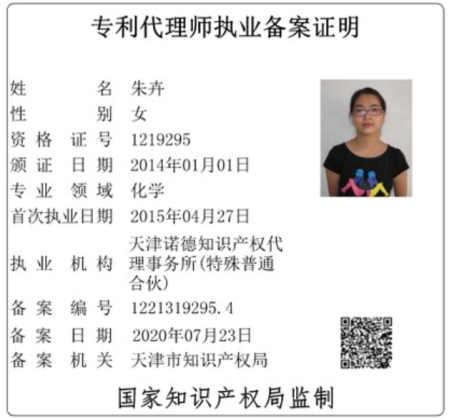 专利代理师执业备案证明
姓 名 朱卉
性 别 女
资格 证号 1219295
颁证 日期 2014年01月01日
专业 领域 化学
首次执业日期 2015年04月27日
执业 机构 天津诺德知识产权代
理事务所(特殊普通
合伙)
备案 编号 1221319295.4
备案 日期 2020年07月23日
备案 机关 天津市知识产权局
国家知识产权局监制